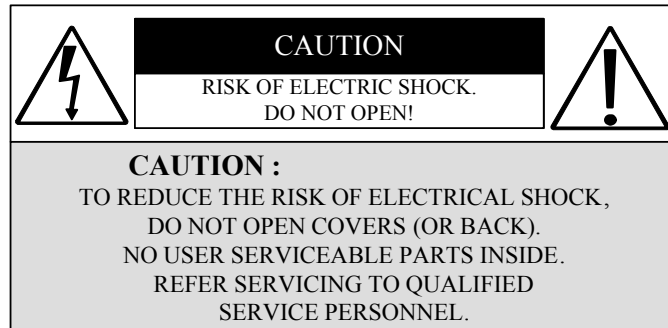 CAUTION
RISK OF ELECTRIC SHOCK.
DO NOT OPEN!
CAUTION :
TO REDUCE THE RISK OF ELECTRICAL SHOCK,
DO NOT OPEN COVERS (OR BACK).
NO USER SERVICEABLE PARTS INSIDE.
REFER SERVICING TO QUALIFIED
SERVICE PERSONNEL.